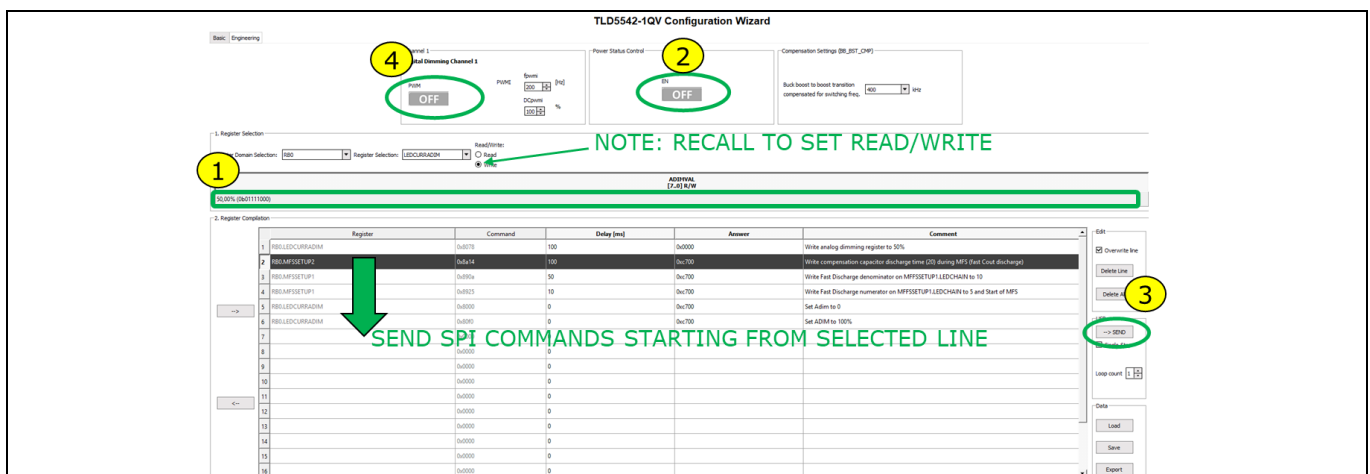 TLD5542-1QV Configuration Wizard
Basic Engineering
Channel 1
Digital Dimming Channel 1
4
PWM
OFF
PWMI
fpwmi
200 [Hz]
DCpwmi
100 %
Power Status Control
2
EN
OFF
Compensation Settings (BB_BST_CMP)
Buck boost to boost transition
compensated for switching freq. 400 kHz
1. Register Selection
Domain Selection: RB0 Register Selection: LEDCURRADIM
Read/Write:
Read
Write
NOTE: RECALL TO SET READ/WRITE
1
ADIMVAL
[7..0] R/W
50,00% (0b01111000)
2. Register Compilation
Register Command Delay [ms] Answer Comment
1 RB0.LEDCURRADIM 0x8078 100 0x0000 Write analog dimming register to 50%
2 RB0.MFSSETUP2 0x8a14 100 0xc700 Write compensation capacitor discharge time (20) during MFS (fast Cout discharge)
3 RB0.MFSSETUP1 0x890a 50 0xc700 Write Fast Discharge denominator on MFFSSETUP1.LEDCHAIN to 10
4 RB0.MFSSETUP1 0x8925 10 0xc700 Write Fast Discharge numerator on MFFSSETUP1.LEDCHAIN to 5 and Start of MFS
5 RB0.LEDCURRADIM 0x8000 0 0xc700 Set Adim to 0
6 RB0.LEDCURRADIM 0x80f0 0 0xc700 Set ADIM to 100%
7 0
SEND SPI COMMANDS STARTING FROM SELECTED LINE
8 0x0000 0
9 0x0000 0
10 0x0000 0
11 0x0000 0
12 0x0000 0
13 0x0000 0
14 0x0000 0
15 0x0000 0
16 0x0000 0
-->
<--
Edit
Overwrite line
Delete Line
Delete
3
--> SEND
Loop count 1
Data
Load
Save
Export